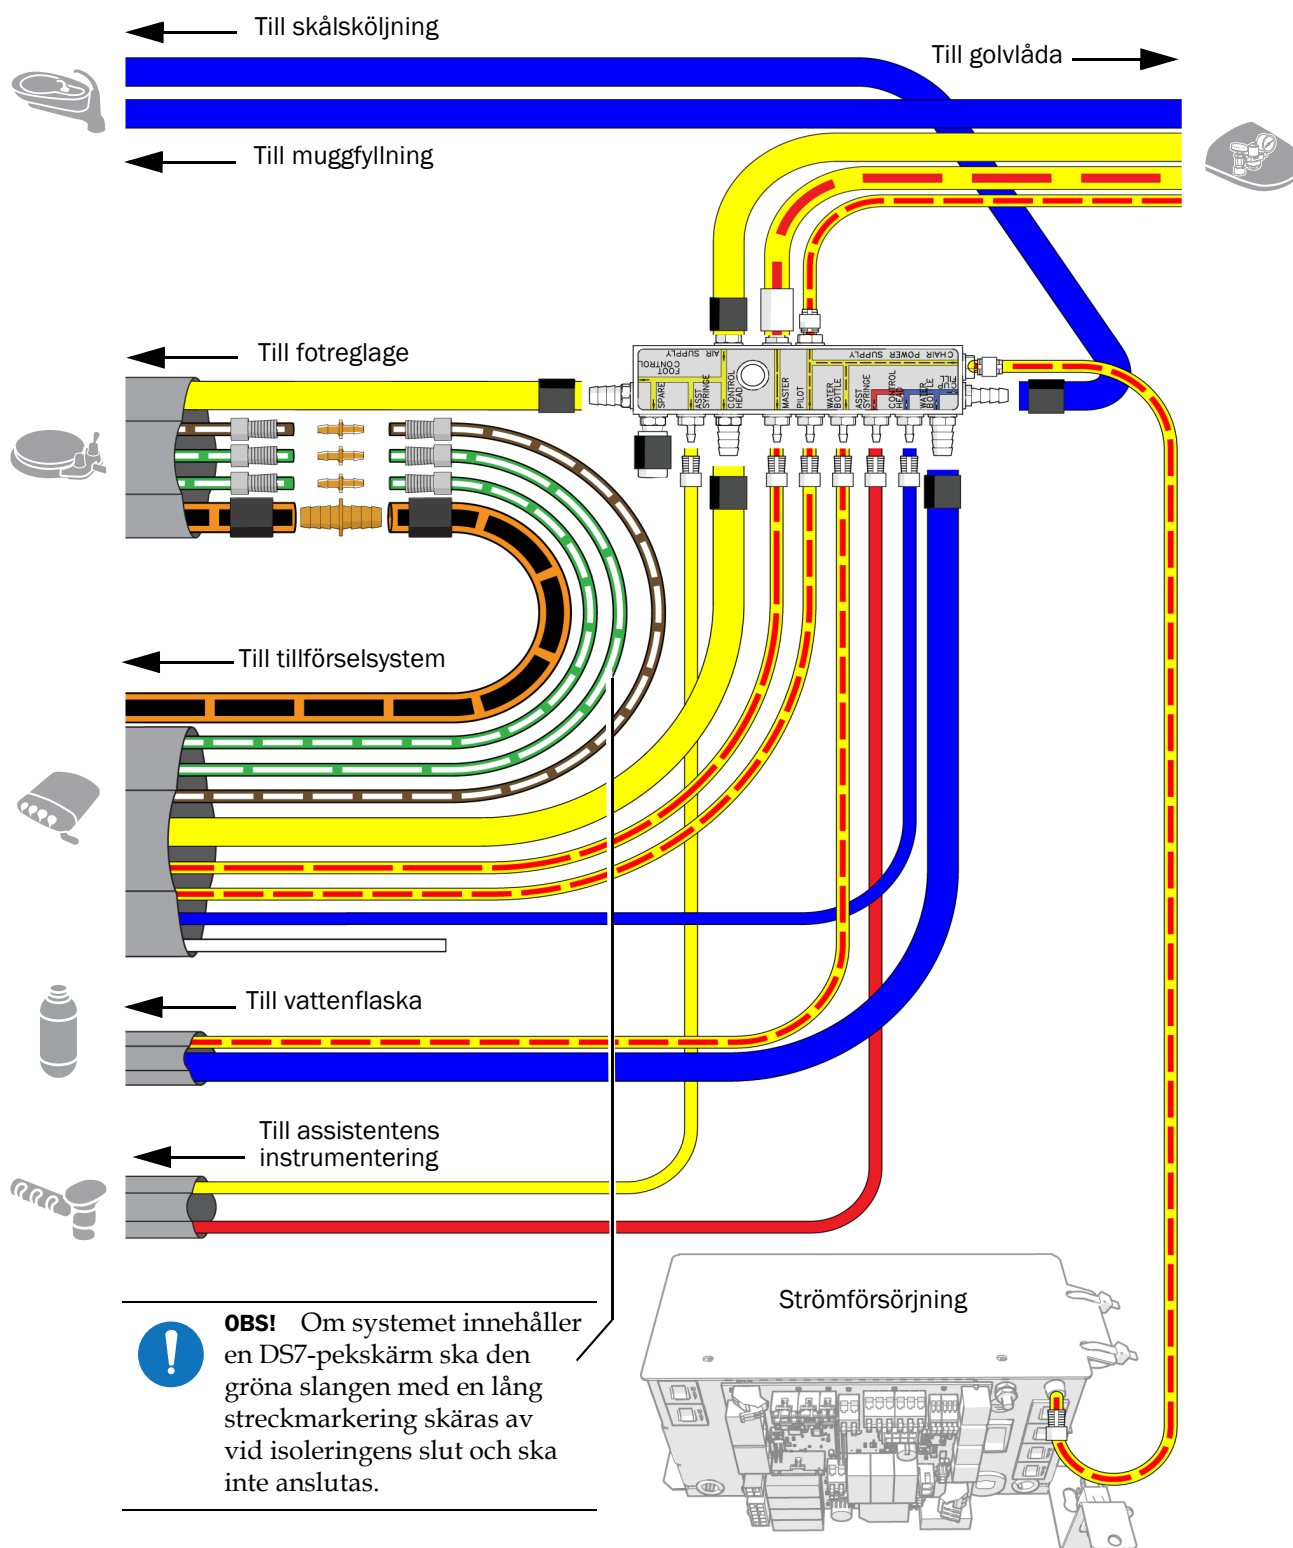 Till skålsköljning
Till golvlåda
Till muggfyllning
Till fotreglage
AIR SUPPLY
FOOT CONTROL
CHAIR POWER SUPPLY
CUP FILL
SPARE
ASST SYRINGE
CONTROL HEAD
MASTER
PILOT
WATER BOTTLE
ASST SYRINGE
CONTROL HEAD
WATER BOTTLE
Till tillförselsystem
Till vattenflaska
Till assistentens
instrumentering
Strömförsörjning
OBS! Om systemet innehåller
en DS7-pekskärm ska den
gröna slangen med en lång
streckmarkering skäras av
vid isoleringens slut och ska
inte anslutas.